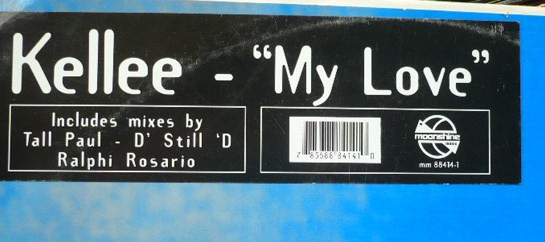 Kellee - "My Love"
Includes mixes by
Tall Paul - D' Still 'D
Ralphi Rosario
moonshine
mm 88414-1